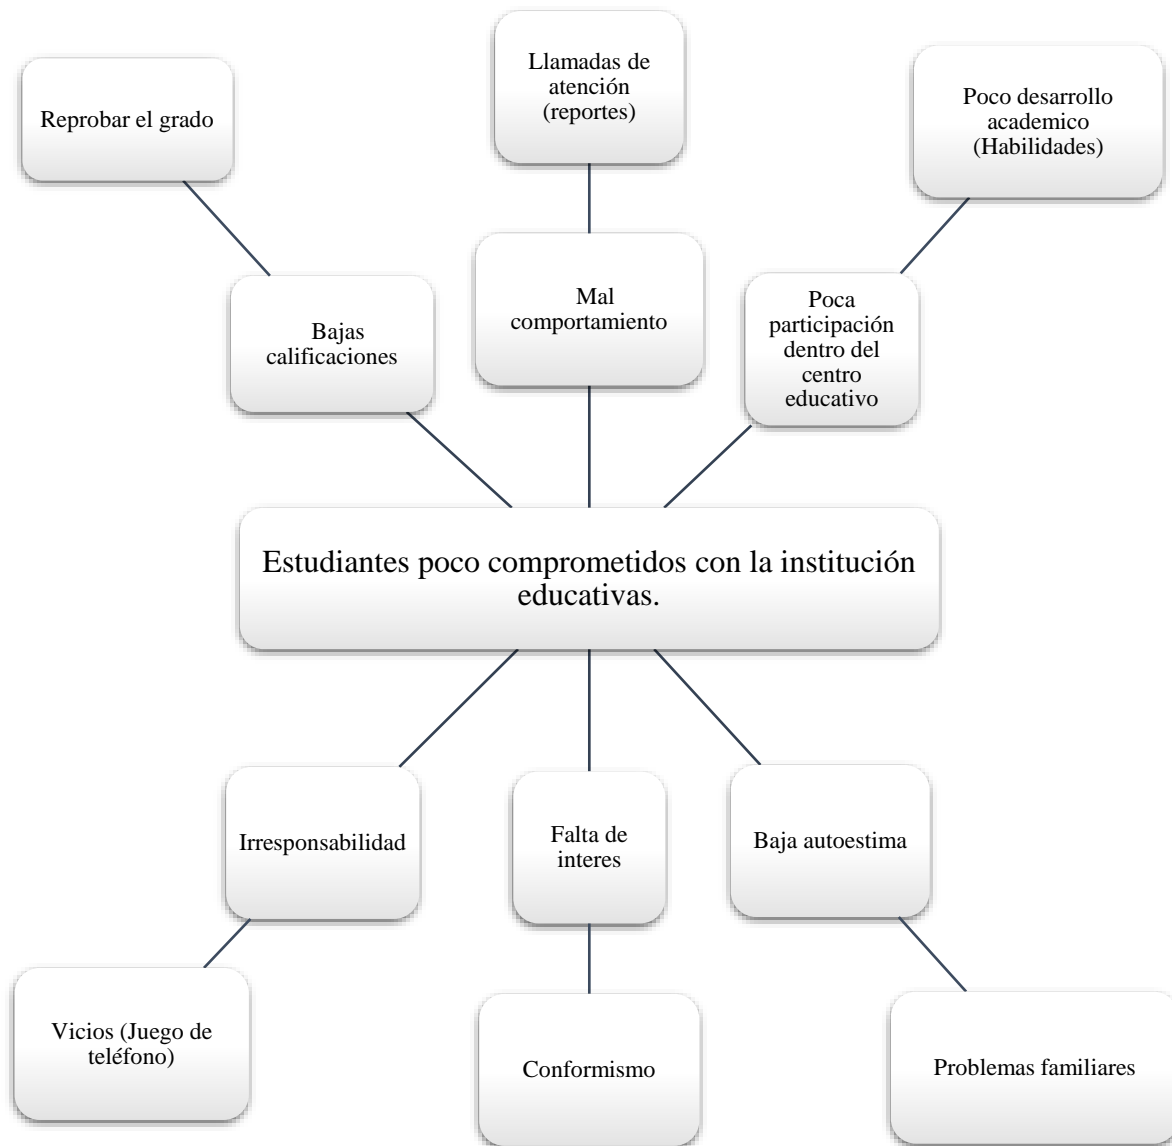 Llamadas de
atención
(reportes)
Reprobar el grado
Poco desarrollo
academico
(Habilidades)
Bajas
calificaciones
Mal
comportamiento
Poca
participación
dentro del
centro
educativo
Estudiantes poco comprometidos con la institución
educativas.
Irresponsabilidad
Falta de
interes
Baja autoestima
Vicios (Juego de
teléfono)
Conformismo
Problemas familiares